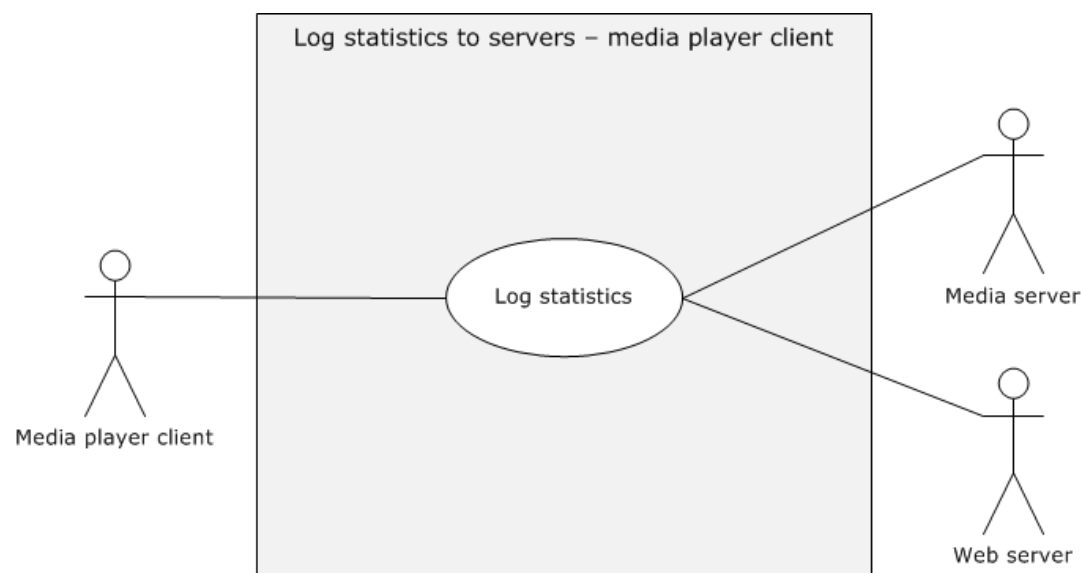 Log statistics to servers – media player client
Log statistics
Media server
Media player client
Web server